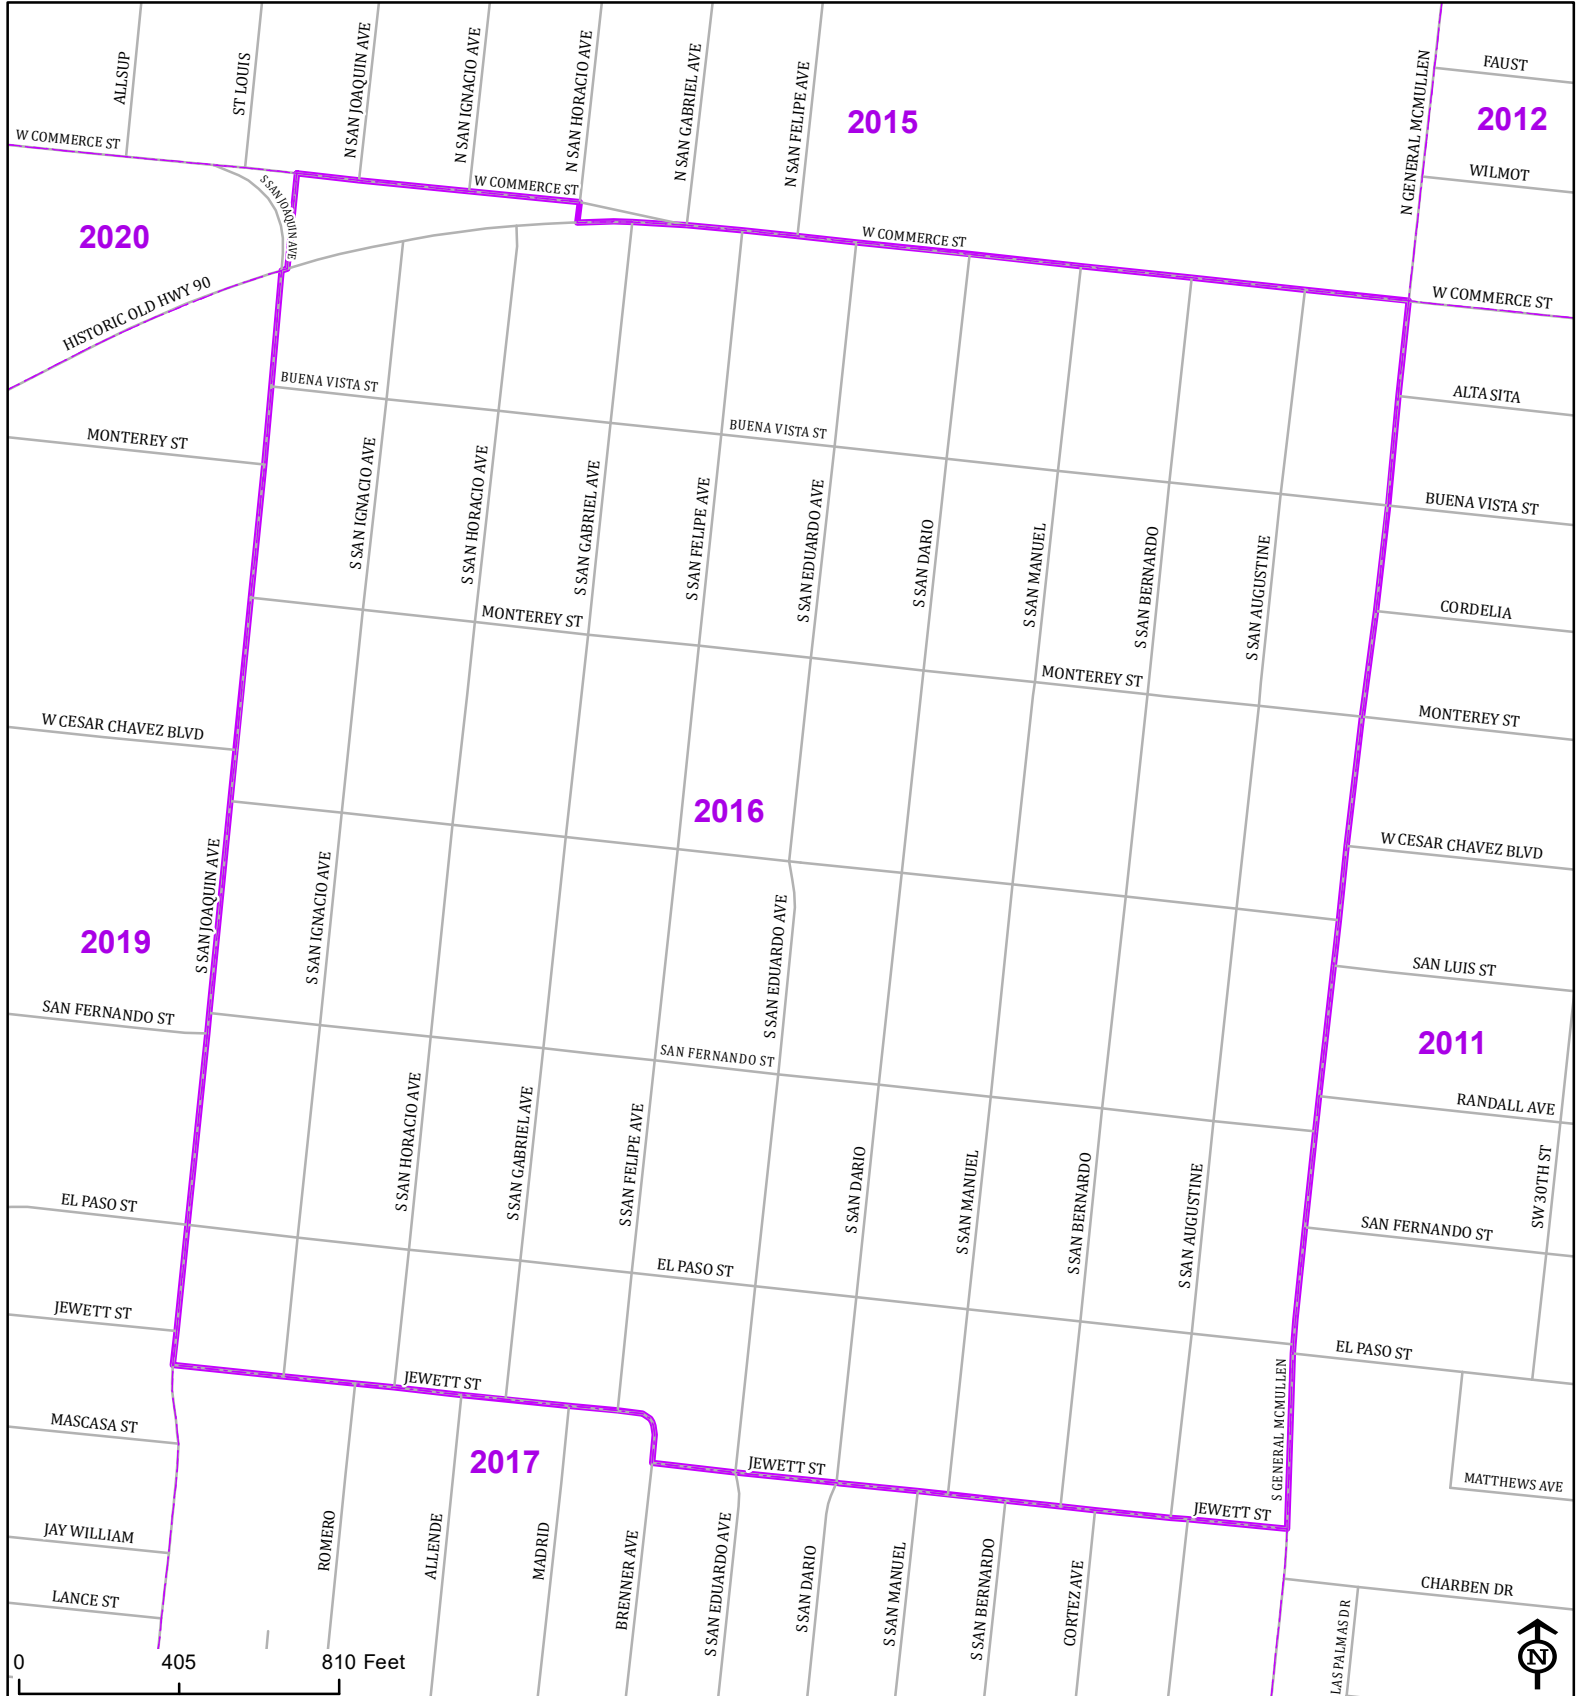 ALLSUP
ST LOUIS
N SAN JOAQUIN AVE
N SAN IGNACIO AVE
N SAN HORACIO AVE
N SAN GABRIEL AVE
N SAN FELIPE AVE
N GENERAL MCMULLEN
FAUST
2015
2012
W COMMERCE ST
WILMOT
S SAN JOAQUIN AVE
W COMMERCE ST
2020
W COMMERCE ST
HISTORIC OLD HWY 90
W COMMERCE ST
BUENA VISTA ST
ALTA SITA
MONTEREY ST
BUENA VISTA ST
BUENA VISTA ST
S SAN IGNACIO AVE
S SAN HORACIO AVE
S SAN GABRIEL AVE
S SAN FELIPE AVE
S SAN EDUARDO AVE
S SAN DARIO
S SAN MANUEL
S SAN BERNARDO
S SAN AUGUSTINE
CORDELIA
MONTEREY ST
MONTEREY ST
MONTEREY ST
W CESAR CHAVEZ BLVD
2016
W CESAR CHAVEZ BLVD
S SAN JOAQUIN AVE
S SAN IGNACIO AVE
S SAN EDUARDO AVE
2019
SAN LUIS ST
SAN FERNANDO ST
2011
SAN FERNANDO ST
RANDALL AVE
S SAN HORACIO AVE
S SAN GABRIEL AVE
S SAN FELIPE AVE
S SAN DARIO
S SAN MANUEL
S SAN BERNARDO
S SAN AUGUSTINE
SW 30TH ST
EL PASO ST
SAN FERNANDO ST
EL PASO ST
JEWETT ST
EL PASO ST
JEWETT ST
S GENERAL MCMULLEN
MASCASA ST
2017
JEWETT ST
MATTHEWS AVE
JEWETT ST
JAY WILLIAM
ROMERO
ALLENDE
MADRID
BRENNER AVE
S SAN EDUARDO AVE
S SAN DARIO
S SAN MANUEL
S SAN BERNARDO
CORTEZ AVE
CHARBEN DR
LANCE ST
LAS PALMAS DR
0 405 810 Feet
N